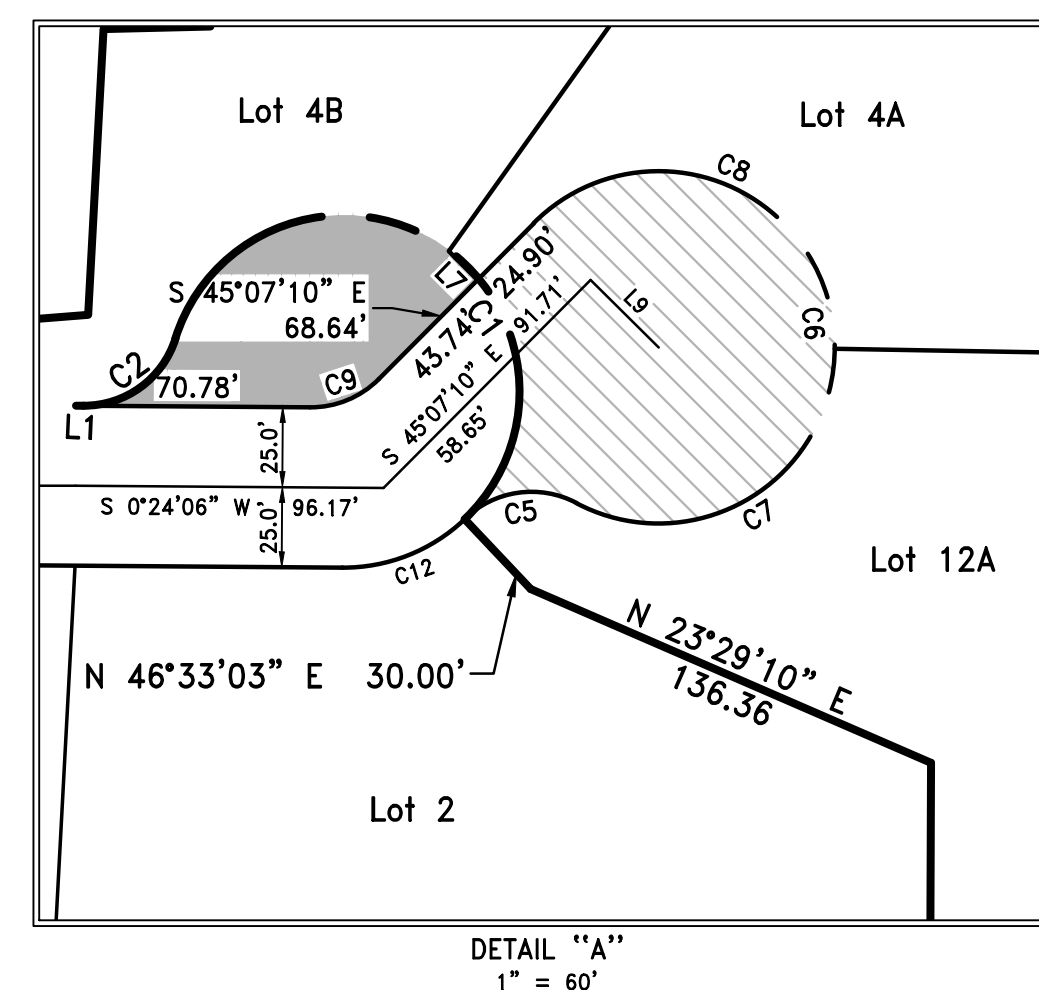 Lot 4B
Lot 4A
C8
S 45°07'10" E
68.64'
L7
24.90'
C1
43.74'
91.71'
L9
C6
C2
70.78'
C9
S 45°07'10" E
58.65'
L1
25.0'
S 0°24'06" W 96.17'
25.0'
C5
C7
C12
Lot 12A
N 46°33'03" E 30.00'
N 23°29'10" E
136.36
Lot 2
DETAIL "A"
1" = 60'